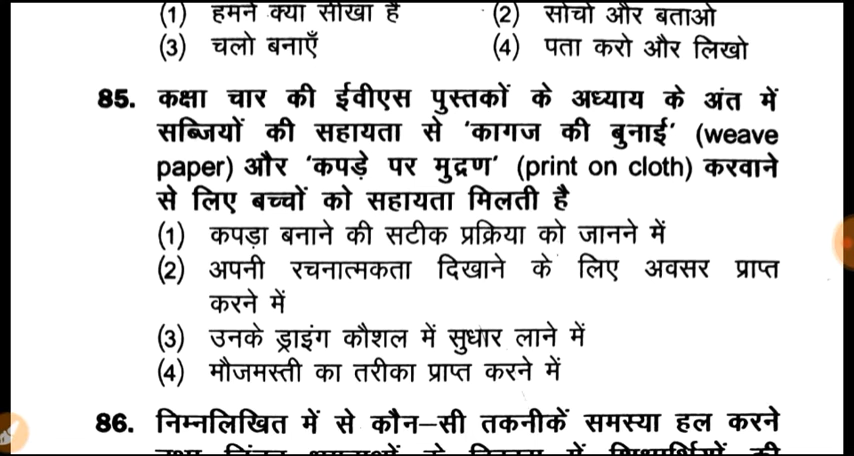 (1) हमने क्या सीखा है (2) सोचो और बताओ
(3) चलो बनाएँ (4) पता करो और लिखो
85. कक्षा चार की ईवीएस पुस्तकों के अध्याय के अंत में
सब्जियों की सहायता से 'कागज की बुनाई' (weave
paper) और 'कपड़े पर मुद्रण' (print on cloth) करवाने
से लिए बच्चों को सहायता मिलती है
(1) कपड़ा बनाने की सटीक प्रक्रिया को जानने में
(2) अपनी रचनात्मकता दिखाने के लिए अवसर प्राप्त
करने में
(3) उनके ड्राइंग कौशल में सुधार लाने में
(4) मौजमस्ती का तरीका प्राप्त करने में
86. निम्नलिखित में से कौन–सी तकनीकें समस्या हल करने